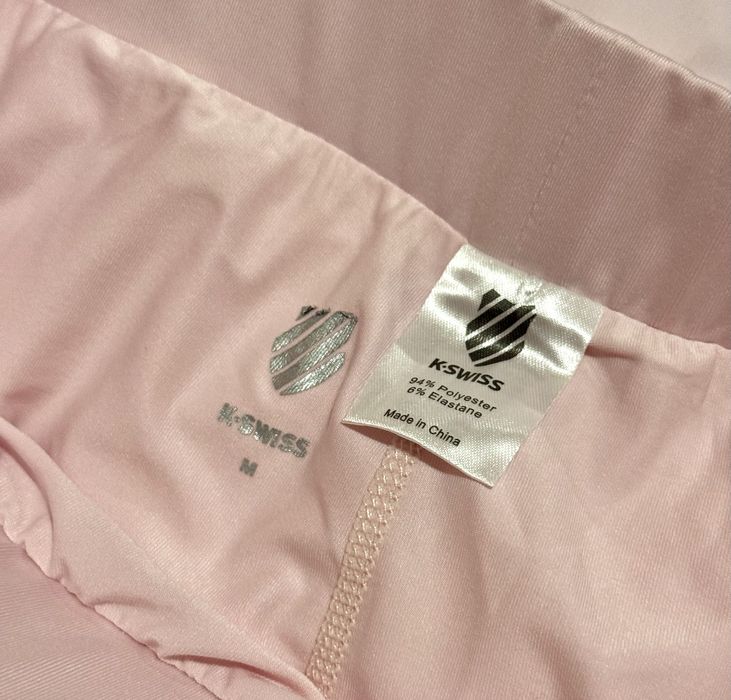 K·SWISS
M
K·SWISS
94% Polyester
6% Elastane
Made in China